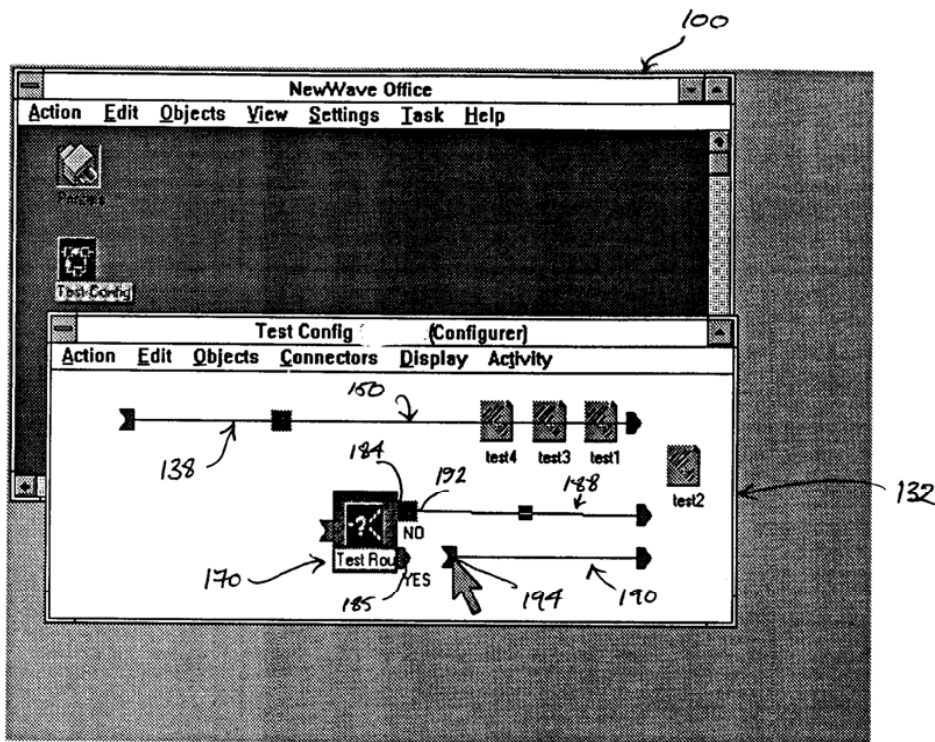 100
NewWave Office
Action Edit Objects View Settings Task Help
Test Config
Test Config (Configurer)
Action Edit Objects Connectors Display Activity
150
138
test4 test3 test1
test2
184
192
188
132
NO
170
Test Rou
YES
185
194
190